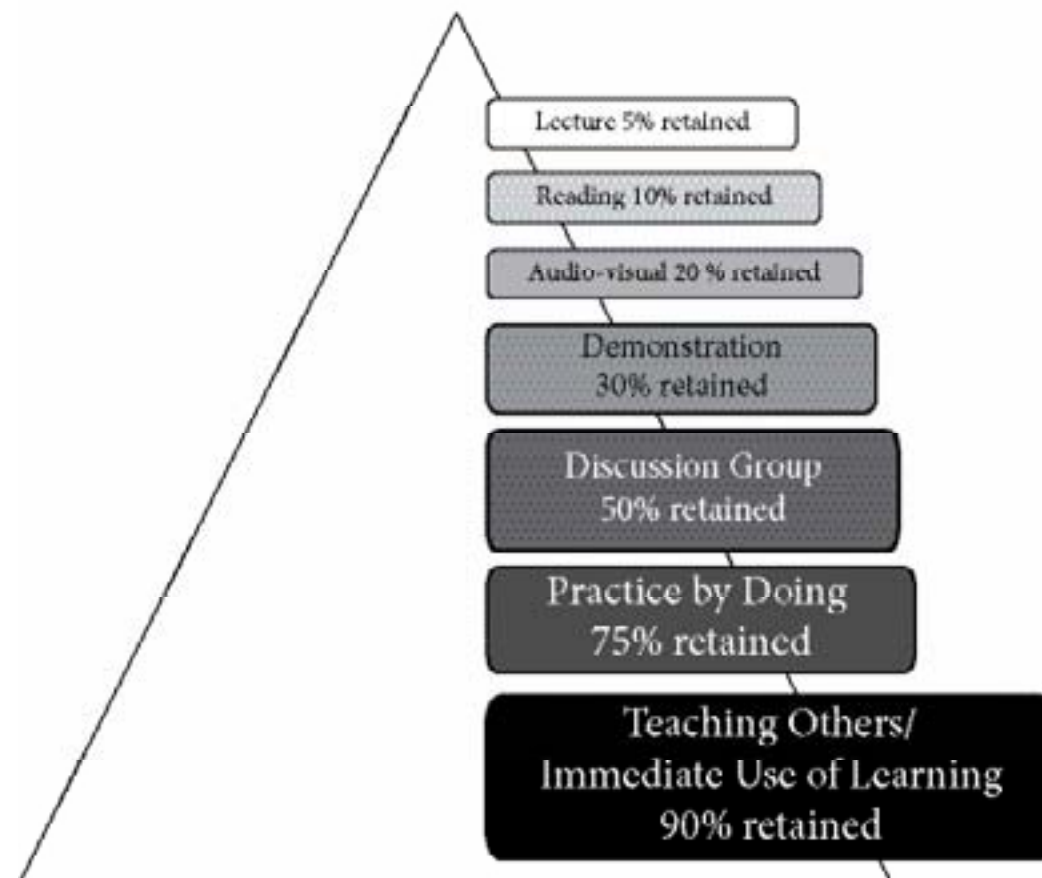 Lecture 5% retained
Reading 10% retained
Audio-visual 20 % retained
Demonstration
30% retained
Discussion Group
50% retained
Practice by Doing
75% retained
Teaching Others/
Immediate Use of Learning
90% retained